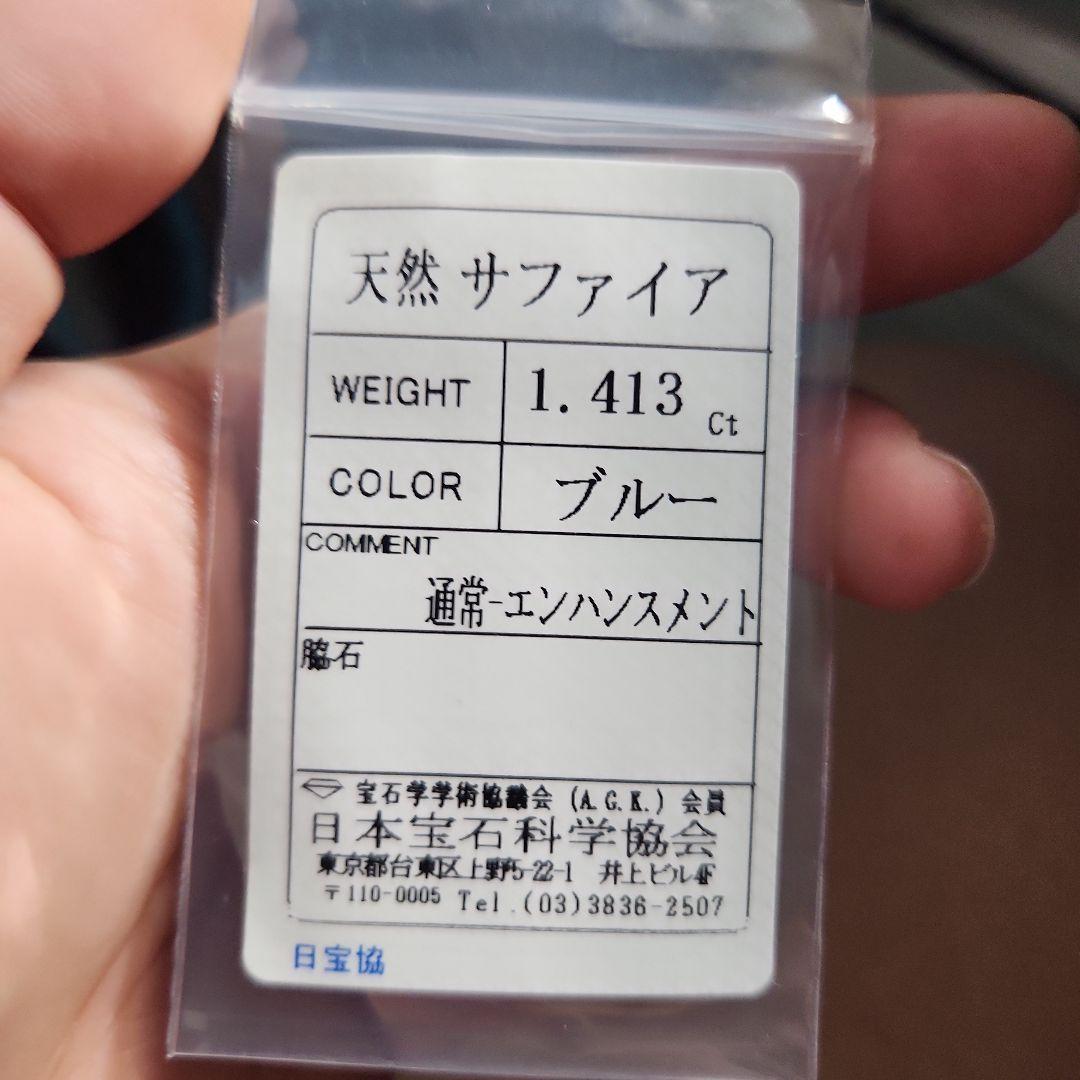 天然 サファイア
WEIGHT 1.413 Ct
COLOR ブルー
COMMENT
通常-エンハンスメント
脇石
宝石学学術協議会 (A.G.K.) 会員
日本宝石科学協会
東京都台東区上野5-22-1 井上ビル4F
〒110-0005 Tel.(03)3836-2507
日宝協